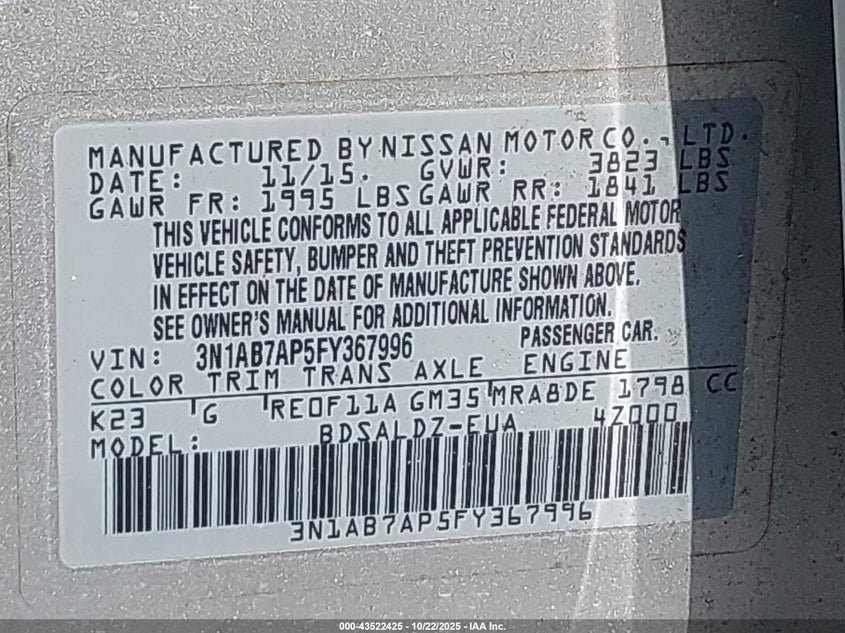 MANUFACTURED BY NISSAN MOTOR CO., LTD.
DATE: 11/15. GVWR: 3823 LBS
GAWR FR: 1995 LBS GAWR RR: 1841 LBS
THIS VEHICLE CONFORMS TO ALL APPLICABLE FEDERAL MOTOR
VEHICLE SAFETY, BUMPER AND THEFT PREVENTION STANDARDS
IN EFFECT ON THE DATE OF MANUFACTURE SHOWN ABOVE.
SEE OWNER'S MANUAL FOR ADDITIONAL INFORMATION.
VIN: 3N1AB7AP5FY367996 PASSENGER CAR.
COLOR TRIM TRANS AXLE ENGINE
K23 G RE0F11A GM35 MRA8DE 1798 CC
MODEL: BDSALDZ-EUA 4Z000
3N1AB7AP5FY367996
000-43522425 - 10/22/2025 - IAA Inc.